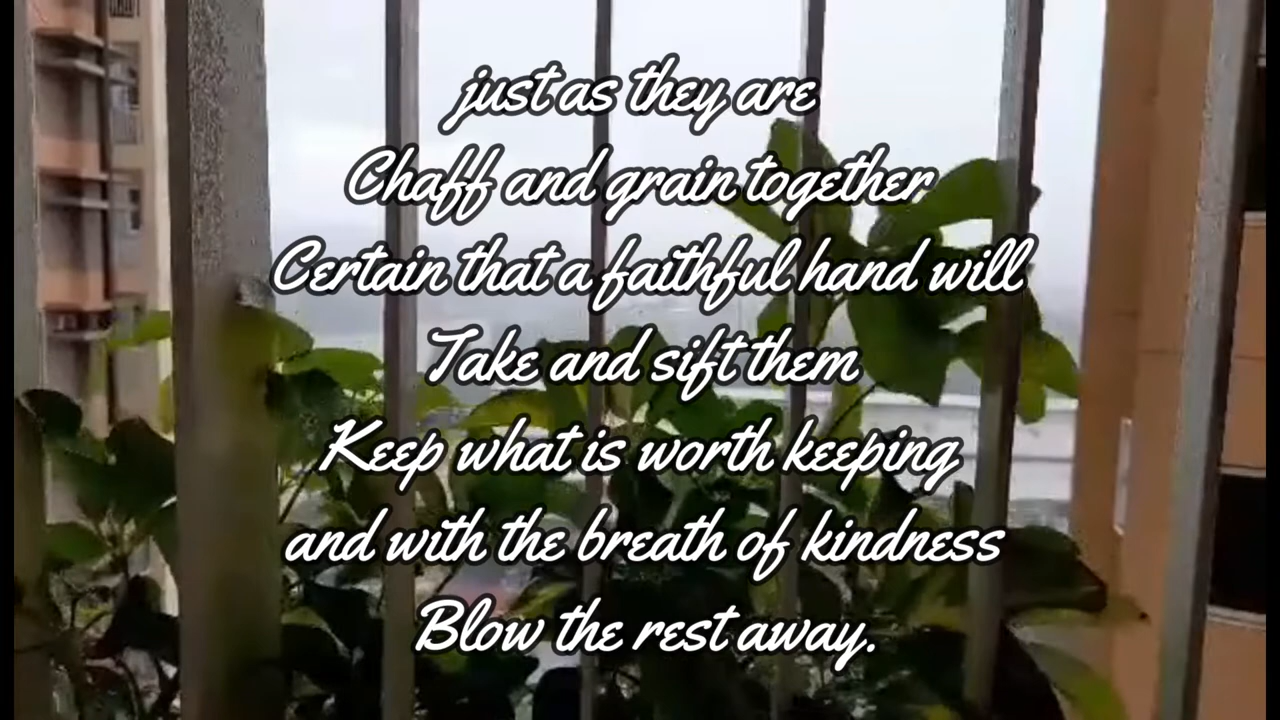 just as they are
Chaff and grain together
Certain that a faithful hand will
Take and sift them
Keep what is worth keeping
and with the breath of kindness
Blow the rest away.